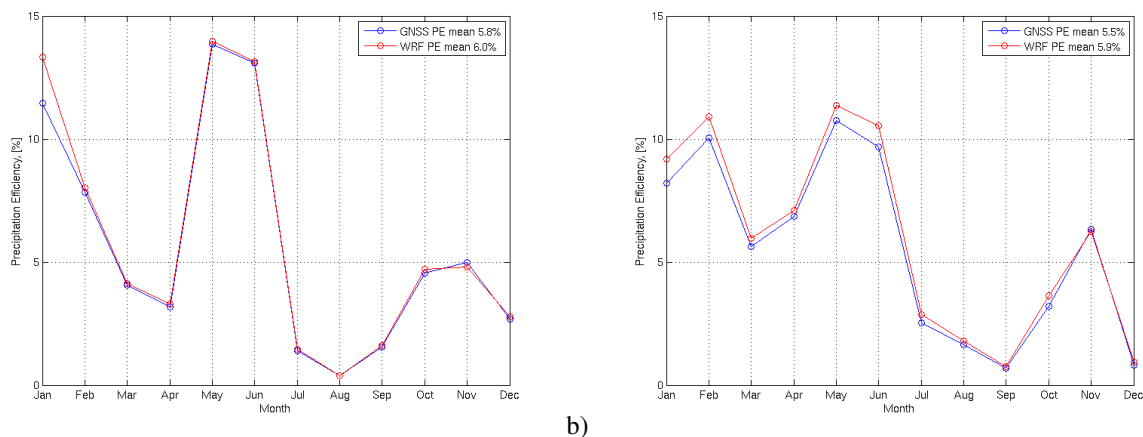 15
10
5
0
Precipitation Efficiency, [%]
GNSS PE mean 5.8%
WRF PE mean 6.0%
Jan Feb Mar Apr May Jun Jul Aug Sep Oct Nov Dec
Month
15
10
5
0
Precipitation Efficiency, [%]
GNSS PE mean 5.5%
WRF PE mean 5.9%
Jan Feb Mar Apr May Jun Jul Aug Sep Oct Nov Dec
Month
b)